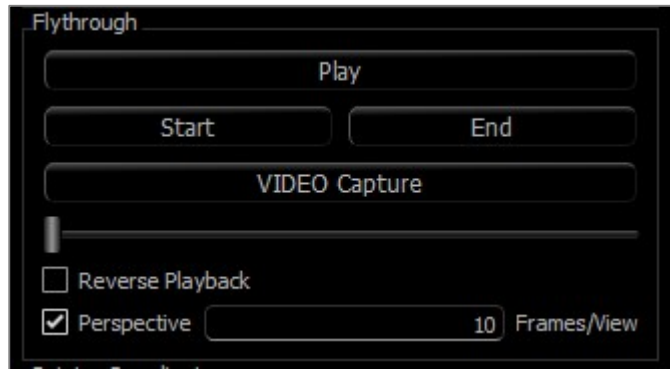 Flythrough
Play
Start End
VIDEO Capture
Reverse Playback
Perspective 10 Frames/View